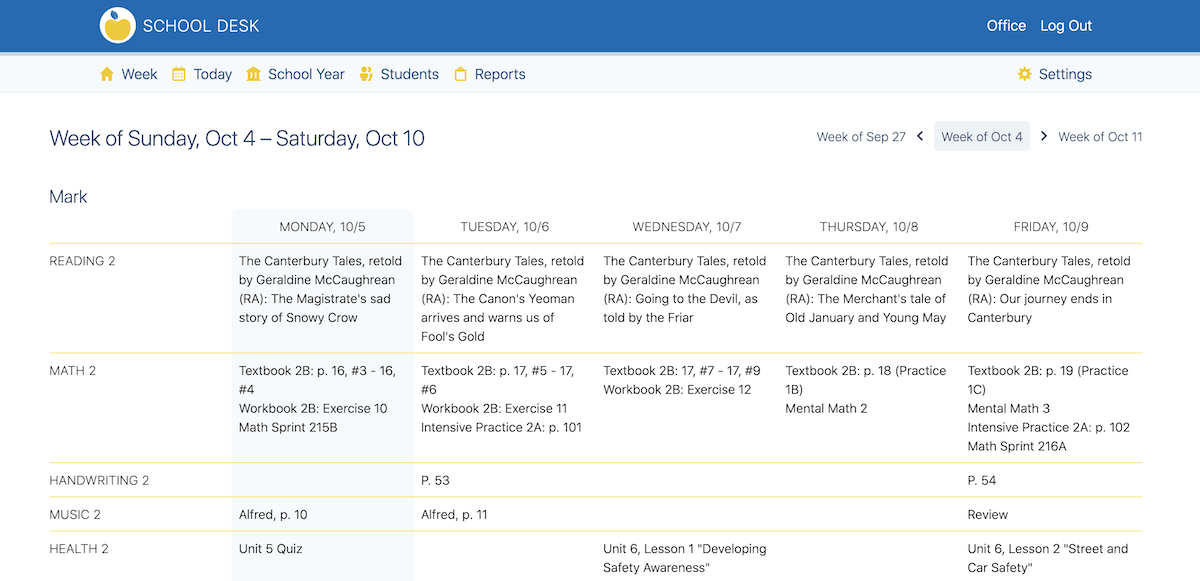 SCHOOL DESK
Office Log Out
Week Today School Year Students Reports Settings
Week of Sunday, Oct 4 – Saturday, Oct 10
Week of Sep 27 Week of Oct 4 Week of Oct 11
Mark
MONDAY, 10/5 TUESDAY, 10/6 WEDNESDAY, 10/7 THURSDAY, 10/8 FRIDAY, 10/9
READING 2
The Canterbury Tales, retold
by Geraldine McCaughrean
(RA): The Magistrate's sad
story of Snowy Crow
The Canterbury Tales, retold
by Geraldine McCaughrean
(RA): The Canon's Yeoman
arrives and warns us of
Fool's Gold
The Canterbury Tales, retold
by Geraldine McCaughrean
(RA): Going to the Devil, as
told by the Friar
The Canterbury Tales, retold
by Geraldine McCaughrean
(RA): The Merchant's tale of
Old January and Young May
The Canterbury Tales, retold
by Geraldine McCaughrean
(RA): Our journey ends in
Canterbury
MATH 2
Textbook 2B: p. 16, #3 - 16,
#4
Workbook 2B: Exercise 10
Math Sprint 215B
Textbook 2B: p. 17, #5 - 17,
#6
Workbook 2B: Exercise 11
Intensive Practice 2A: p. 101
Textbook 2B: 17, #7 - 17, #9
Workbook 2B: Exercise 12
Textbook 2B: p. 18 (Practice
1B)
Mental Math 2
Textbook 2B: p. 19 (Practice
1C)
Mental Math 3
Intensive Practice 2A: p. 102
Math Sprint 216A
HANDWRITING 2
P. 53
P. 54
MUSIC 2
Alfred, p. 10
Alfred, p. 11
Review
HEALTH 2
Unit 5 Quiz
Unit 6, Lesson 1 "Developing
Safety Awareness"
Unit 6, Lesson 2 "Street and
Car Safety"